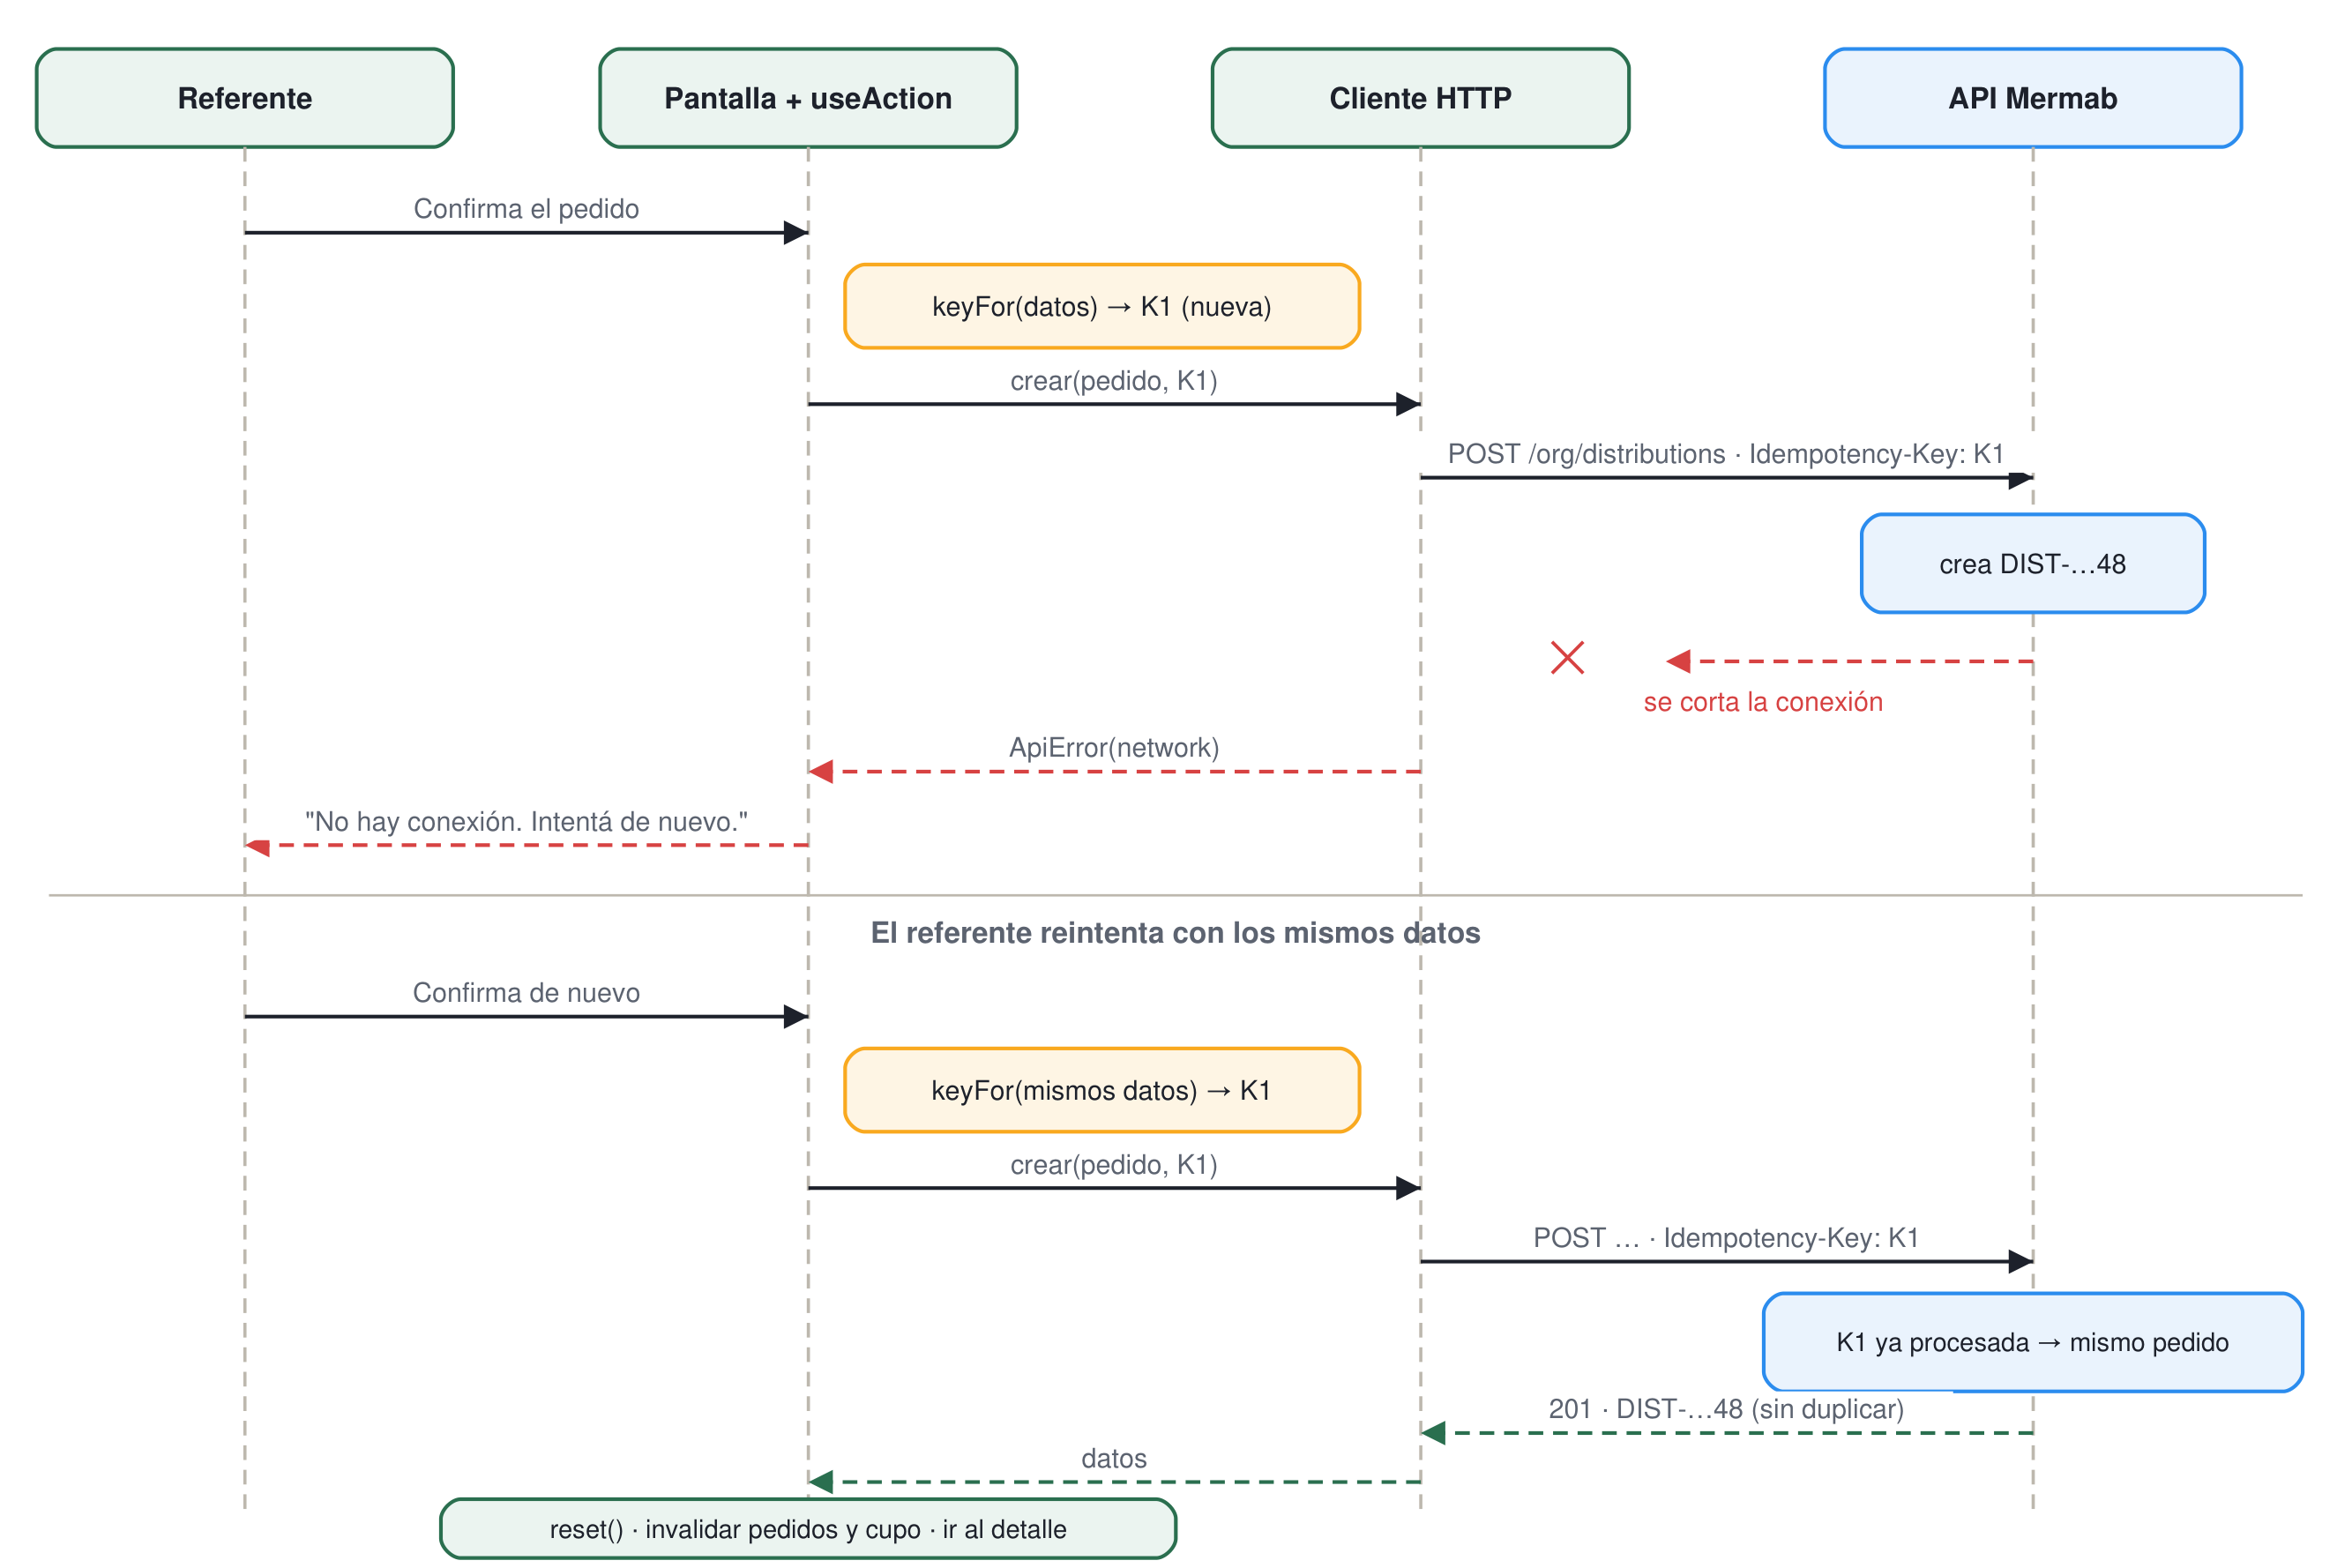 Referente
Pantalla + useAction
Cliente HTTP
API Mermab
Confirma el pedido
keyFor(datos) → K1 (nueva)
crear(pedido, K1)
POST /org/distributions · Idempotency-Key: K1
crea DIST-…48
se corta la conexión
ApiError(network)
"No hay conexión. Intentá de nuevo."
El referente reintenta con los mismos datos
Confirma de nuevo
keyFor(mismos datos) → K1
crear(pedido, K1)
POST … · Idempotency-Key: K1
K1 ya procesada → mismo pedido
201 · DIST-…48 (sin duplicar)
datos
reset() · invalidar pedidos y cupo · ir al detalle